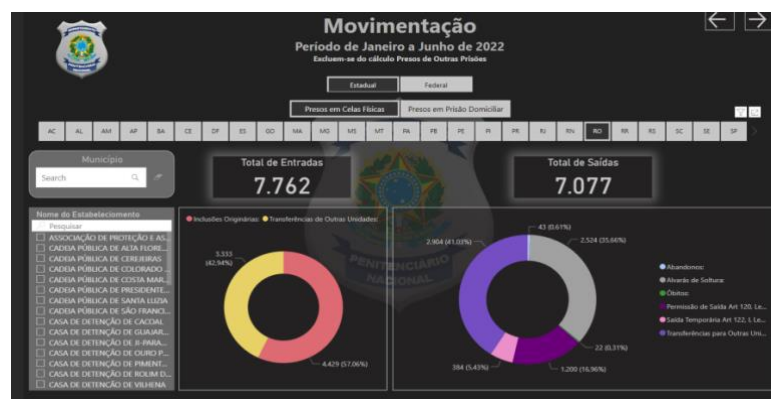 Movimentação
Período de Janeiro a Junho de 2022
Excluem-se do cálculo Presos de Outras Prisões
Estadual Federal
Presos em Celas Físicas Presos em Prisão Domiciliar
AC AL AM AP BA CE DF ES GO MA MG MS MT PA PB PE PI PR RJ RN RO RR RS SC SE SP
Município
Search
Total de Entradas
7.762
Total de Saídas
7.077
Nome do Estabelecimento
Pesquisar
ASSOCIAÇÃO DE PROTEÇÃO E AS...
CADEIA PÚBLICA DE ALTA FLORE...
CADEIA PÚBLICA DE CEREJEIRAS
CADEIA PÚBLICA DE COLORADO ...
CADEIA PÚBLICA DE COSTA MAR...
CADEIA PÚBLICA DE PRESIDENTE...
CADEIA PÚBLICA DE SANTA LUZIA
CADEIA PÚBLICA DE SÃO FRANCI...
CASA DE DETENÇÃO DE CACOAL
CASA DE DETENÇÃO DE GUAJAR...
CASA DE DETENÇÃO DE JI-PARA...
CASA DE DETENÇÃO DE OURO P...
CASA DE DETENÇÃO DE PIMENT...
CASA DE DETENÇÃO DE ROLIM D...
CASA DE DETENÇÃO DE VILHENA
Inclusões Originárias: Transferências de Outras Unidades:
3.333
(42,94%)
4.429 (57,06%)
PENITENCIÁRIO
NACIONAL
43 (0,61%)
2.904 (41,03%)
2.524 (35,66%)
22 (0,31%)
384 (5,43%)
1.200 (16,96%)
Abandonos:
Alvarás de Soltura:
Óbitos:
Permissão de Saída Art 120, Le...
Saída Temporária Art 122, I, Le...
Transferências para Outras Uni...